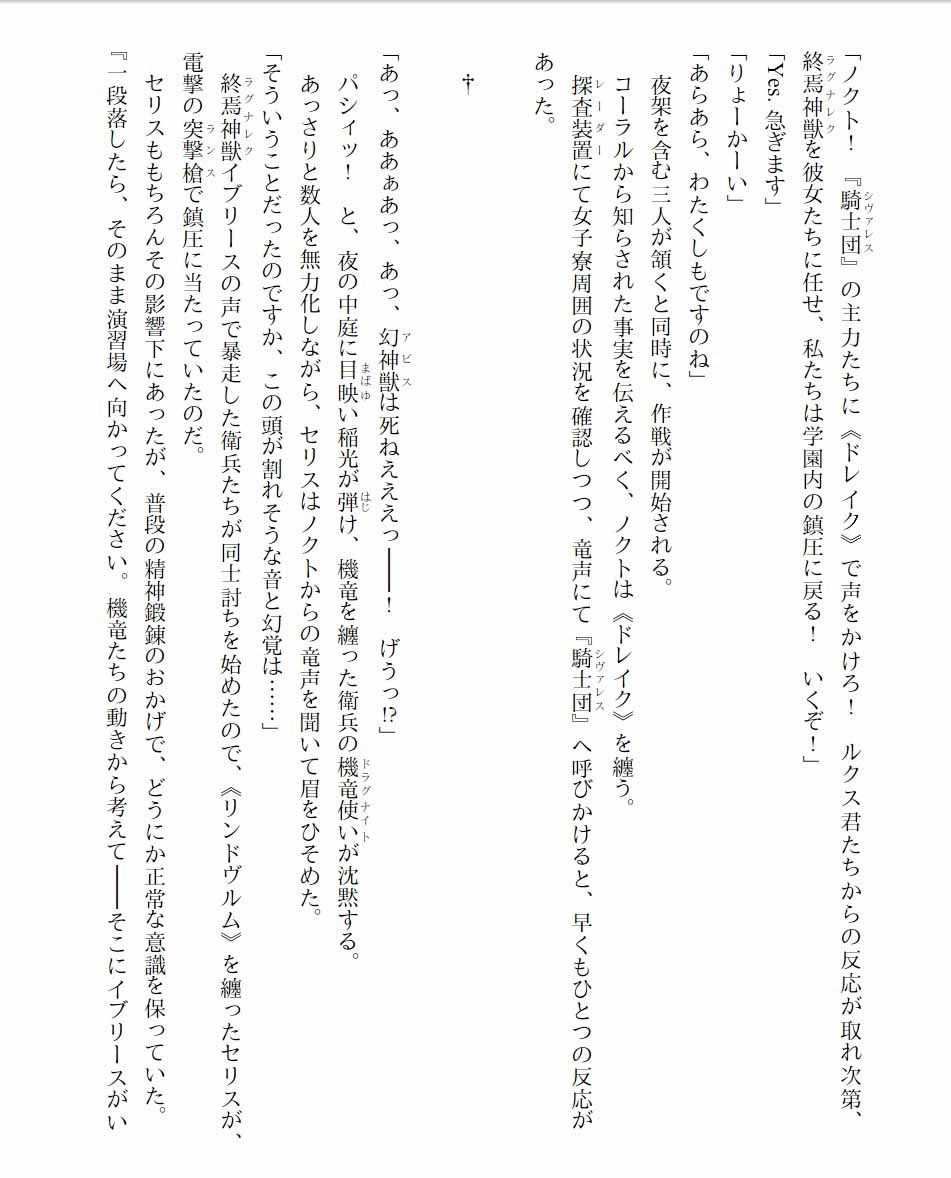 「ノクト! 『騎士団』の主力たちに《ドレイク》で声をかけろ! ルクス君たちからの反応が取れ次第、
終焉神獣を彼女たちに任せ、私たちは学園内の鎮圧に戻る! いくぞ!」
「Yes. 急ぎます」
「りょーかーい」
「あらあら、わたくしもですのね」
夜架を含む三人が頷くと同時に、作戦が開始される。
コーラルから知らされた事実を伝えるべく、ノクトは《ドレイク》を纏う。
探査装置にて女子寮周囲の状況を確認しつつ、竜声にて『騎士団』へ呼びかけると、早くもひとつの反応が
あった。
†
「あっ、ああぁあっ、あっ、幻神獣は死ねえええっ――! げうっ!?」
パシィッ! と、夜の中庭に目映い稲光が弾け、機竜を纏った衛兵の機竜使いが沈黙する。
あっさりと数人を無力化しながら、セリスはノクトからの竜声を聞いて眉をひそめた。
「そういうことだったのですか、この頭が割れそうな音と幻覚は……」
終焉神獣イブリースの声で暴走した衛兵たちが同士討ちを始めたので、《リンドヴルム》を纏ったセリスが、
電撃の突撃槍で鎮圧に当たっていたのだ。
セリスももちろんその影響下にあったが、普段の精神鍛錬のおかげで、どうにか正常な意識を保っていた。
『一段落したら、そのまま演習場へ向かってください。機竜たちの動きから考えて――そこにイブリースがい